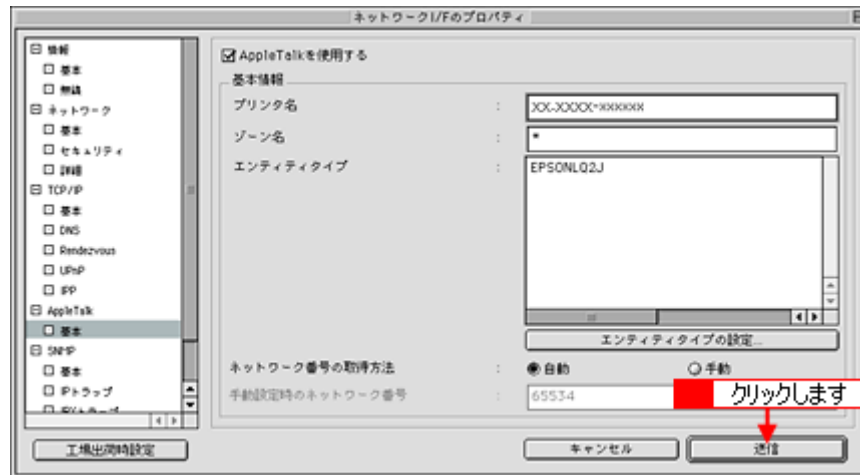 ネットワークI/Fのプロパティ
情報
基本
無線
ネットワーク
基本
セキュリティ
詳細
TCP/IP
基本
DNS
Rendezvous
UPnP
IPP
AppleTalk
基本
SNMP
基本
IPトラップ
AppleTalkを使用する
基本情報
プリンタ名 : XX-XXXX-xxxxxx
ゾーン名 : *
エンティティタイプ : EPSONLQ2J
エンティティタイプの設定...
ネットワーク番号の取得方法 : 自動 手動
手動設定時のネットワーク番号 : 65534
クリックします
工場出荷時設定
キャンセル
送信